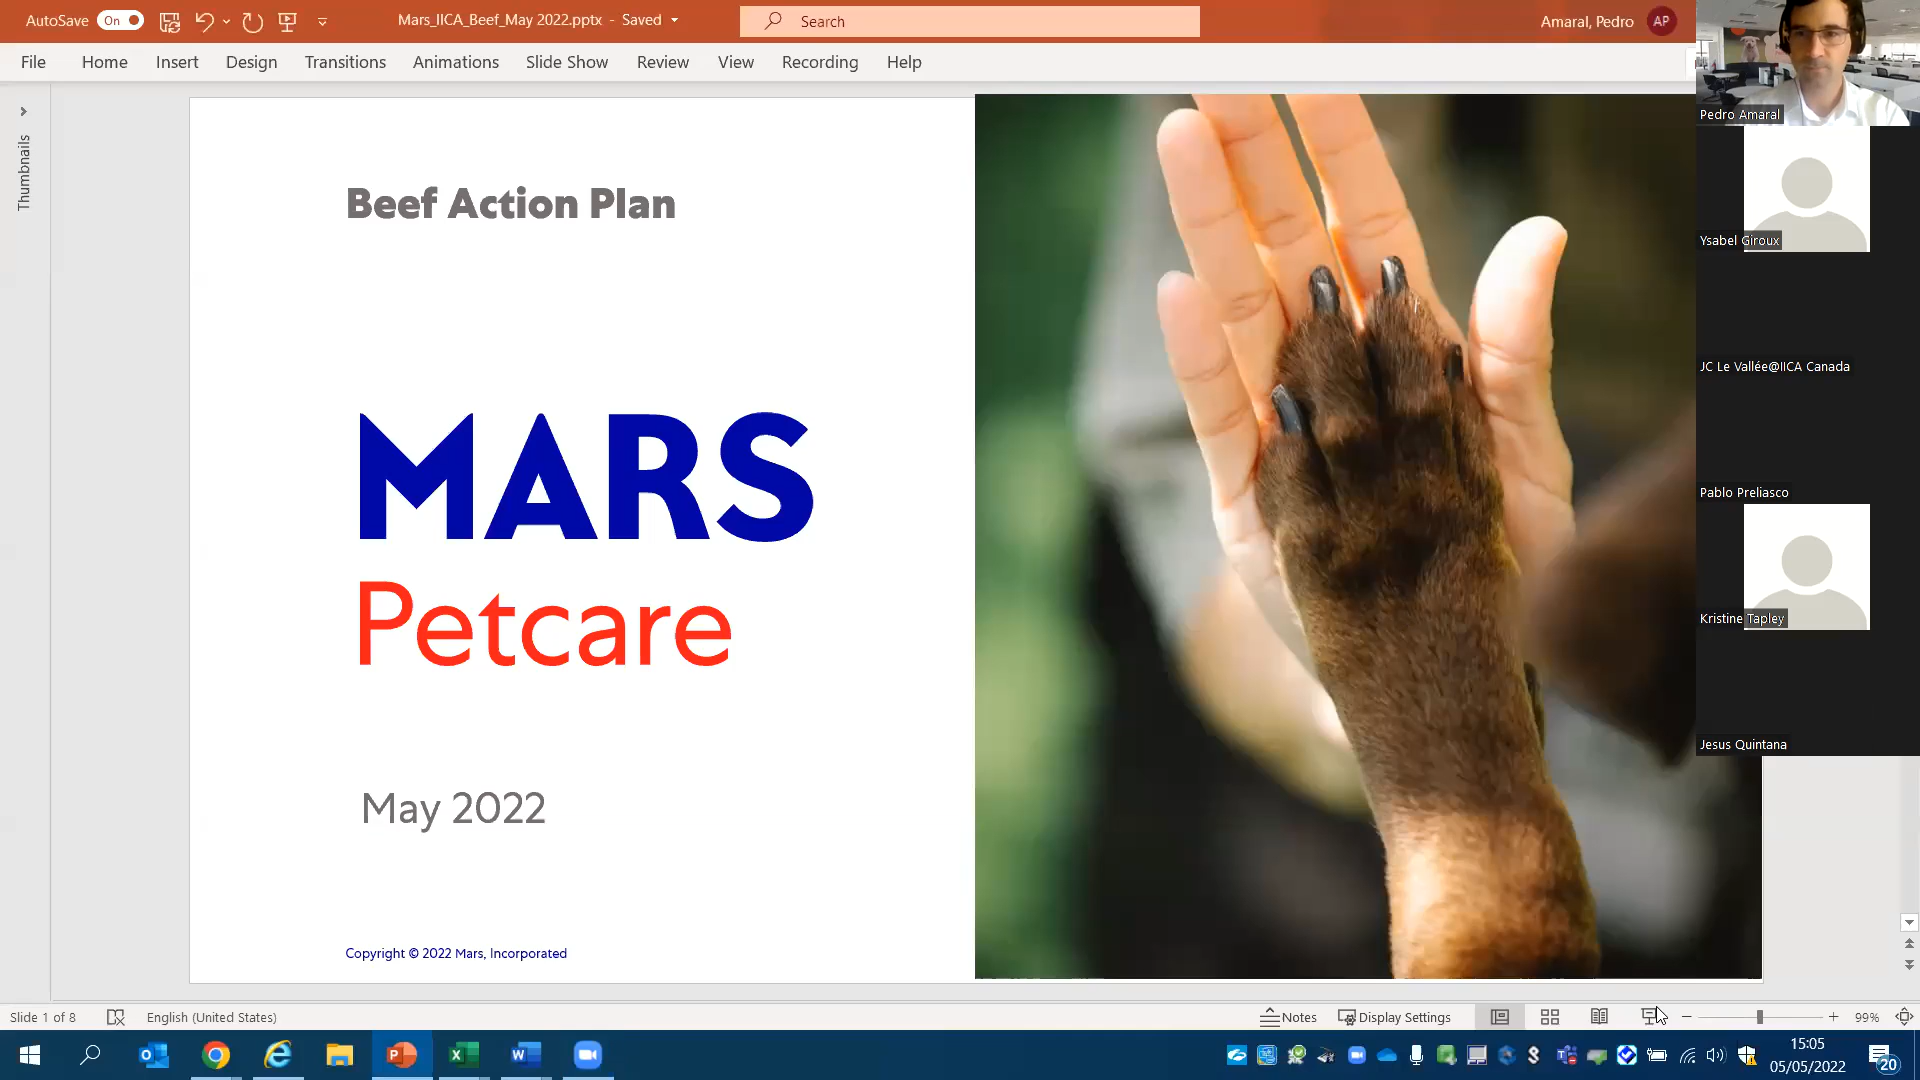 AutoSave On Mars_IICA_Beef_May 2022.pptx - Saved Search Amaral, Pedro AP
File Home Insert Design Transitions Animations Slide Show Review View Recording Help
Thumbnails
Beef Action Plan
MARS
Petcare
May 2022
Copyright © 2022 Mars, Incorporated
Pedro Amaral
Ysabel Giroux
JC Le Vallée@IICA Canada
Pablo Preliasco
Kristine Tapley
Jesus Quintana
Slide 1 of 8 English (United States) Notes Display Settings 99%
15:05
05/05/2022
20